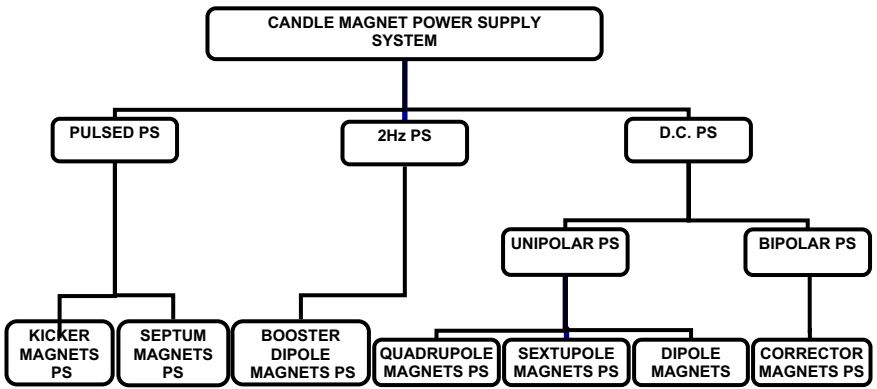 CANDLE MAGNET POWER SUPPLY
SYSTEM
PULSED PS
2Hz PS
D.C. PS
UNIPOLAR PS
BIPOLAR PS
KICKER
MAGNETS
PS
SEPTUM
MAGNETS
PS
BOOSTER
DIPOLE
MAGNETS PS
QUADRUPOLE
MAGNETS PS
SEXTUPOLE
MAGNETS PS
DIPOLE
MAGNETS
CORRECTOR
MAGNETS PS